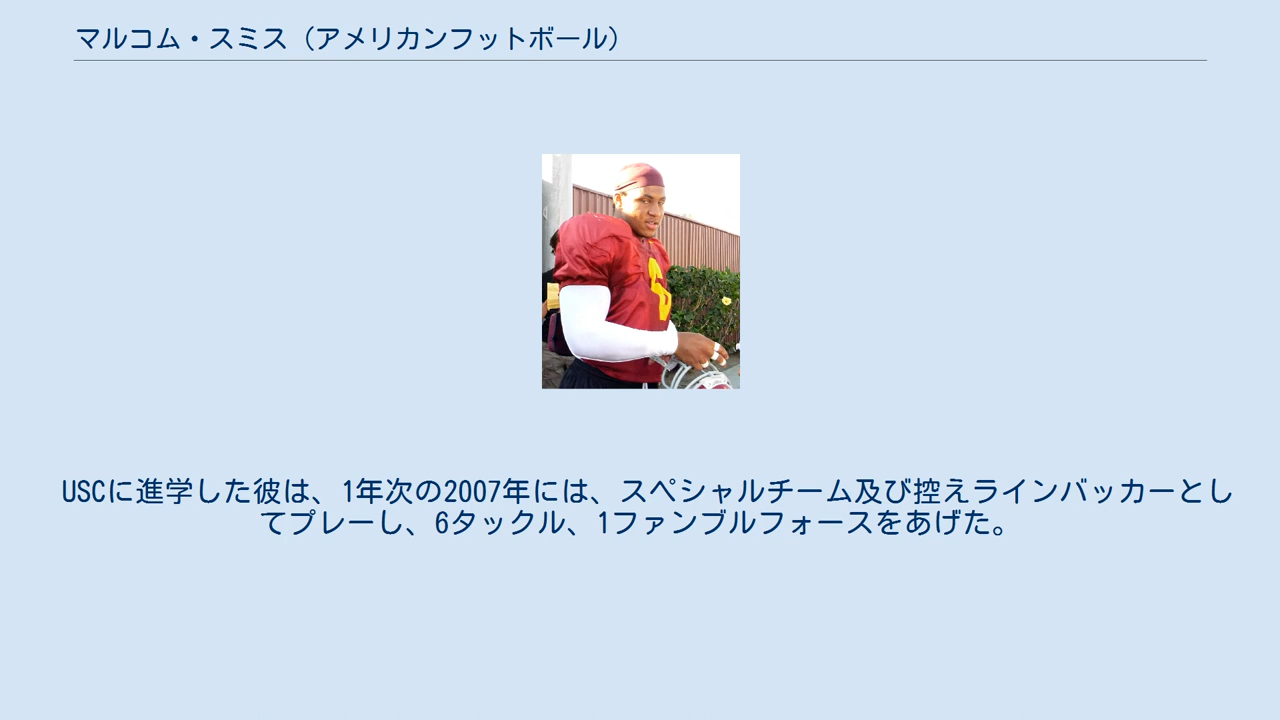 マルコム・スミス（アメリカンフットボール）
6
USCに進学した彼は、1年次の2007年には、スペシャルチーム及び控えラインバッカーとし
てプレーし、6タックル、1ファンブルフォースをあげた。